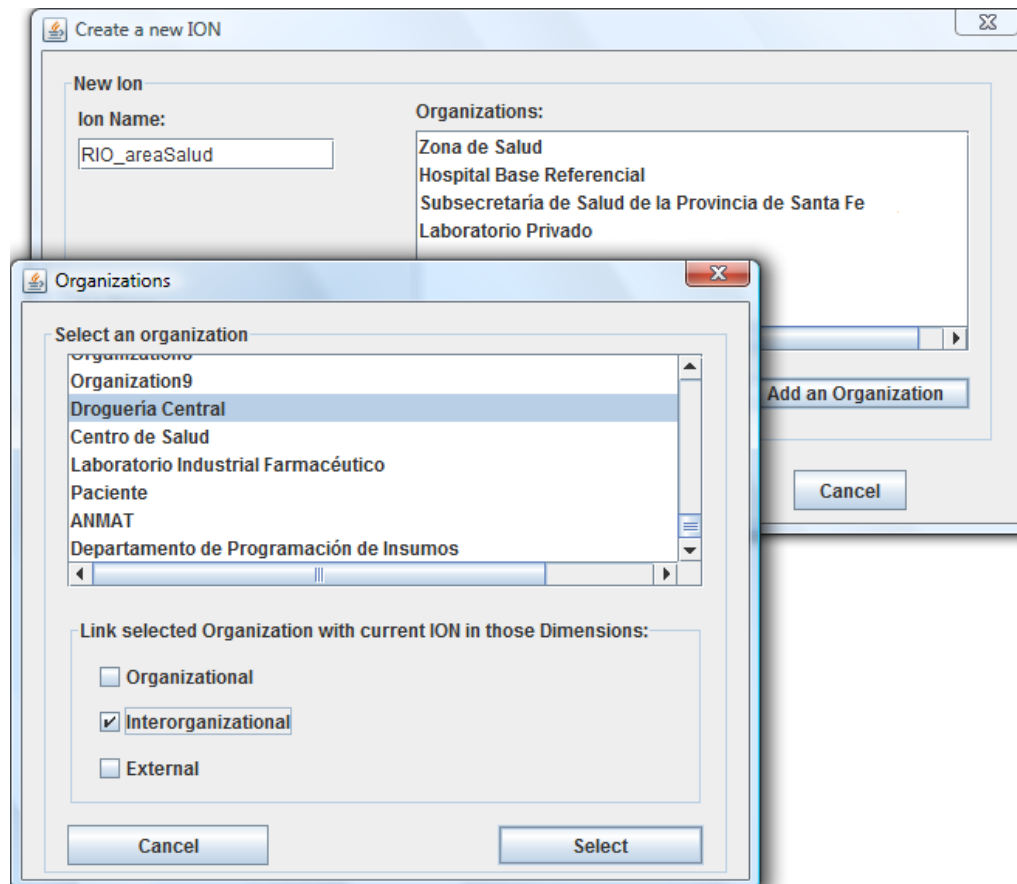 Create a new ION
New Ion
Ion Name:
RIO_areaSalud
Organizations:
Zona de Salud
Hospital Base Referencial
Subsecretaría de Salud de la Provincia de Santa Fe
Laboratorio Privado
Add an Organization
Cancel
Organizations
Select an organization
Organization9
Droguería Central
Centro de Salud
Laboratorio Industrial Farmacéutico
Paciente
ANMAT
Departamento de Programación de Insumos
Link selected Organization with current ION in those Dimensions:
Organizational
Interorganizational
External
Cancel
Select